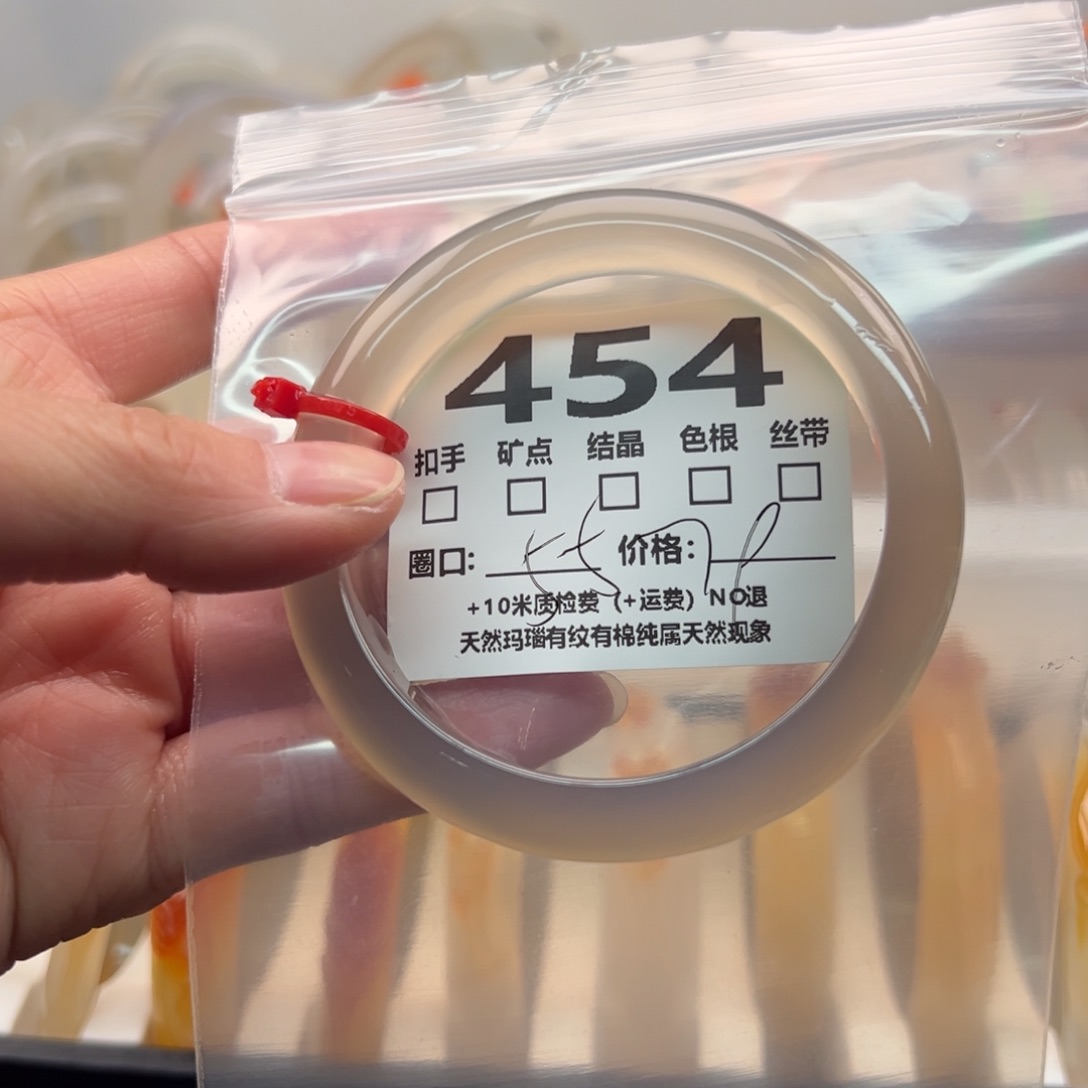 454
扣手 矿点 结晶 色根 丝带
圈口: 价格:
+10米质检费 (+运费) NO退
天然玛瑙有纹有棉纯属天然现象